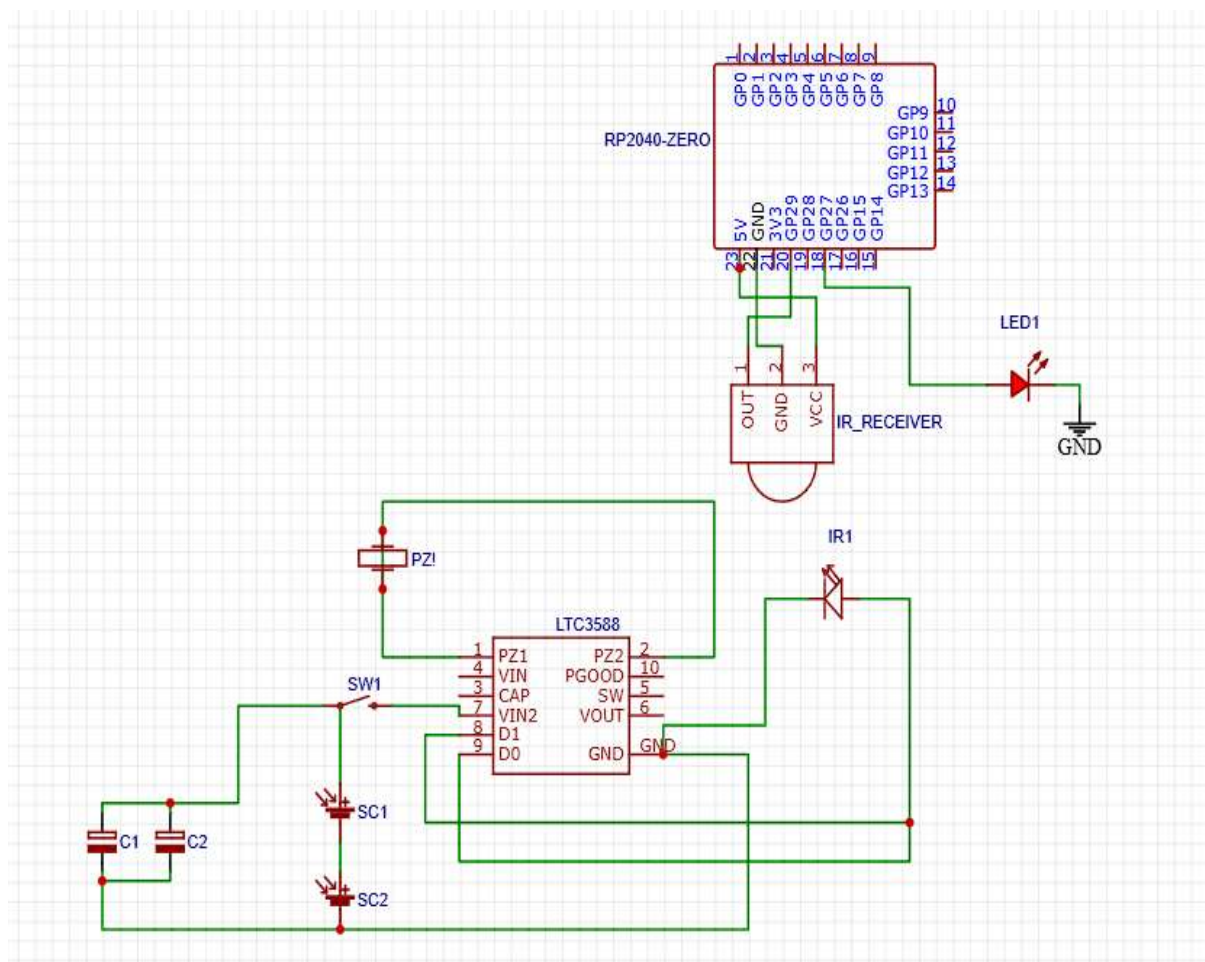 1 2 3 4 5 6 7 8 9
GP0 GP1 GP2 GP3 GP4 GP5 GP6 GP7 GP8
RP2040-ZERO
GP9 10
GP10 11
GP11 12
GP12 13
GP13 14
5V GND 3V3 GP29 GP28 GP27 GP26 GP15 GP14
23 22 21 20 19 18 17 16 15
LED1
1 2 3
OUT GND VCC
IR_RECEIVER
GND
IR1
PZ!
LTC3588
1 PZ1 PZ2 2
4 VIN PGOOD 10
3 CAP SW 5
7 VIN2 VOUT 6
8 D1
9 D0 GND GND
SW1
SC1
C1 C2
SC2